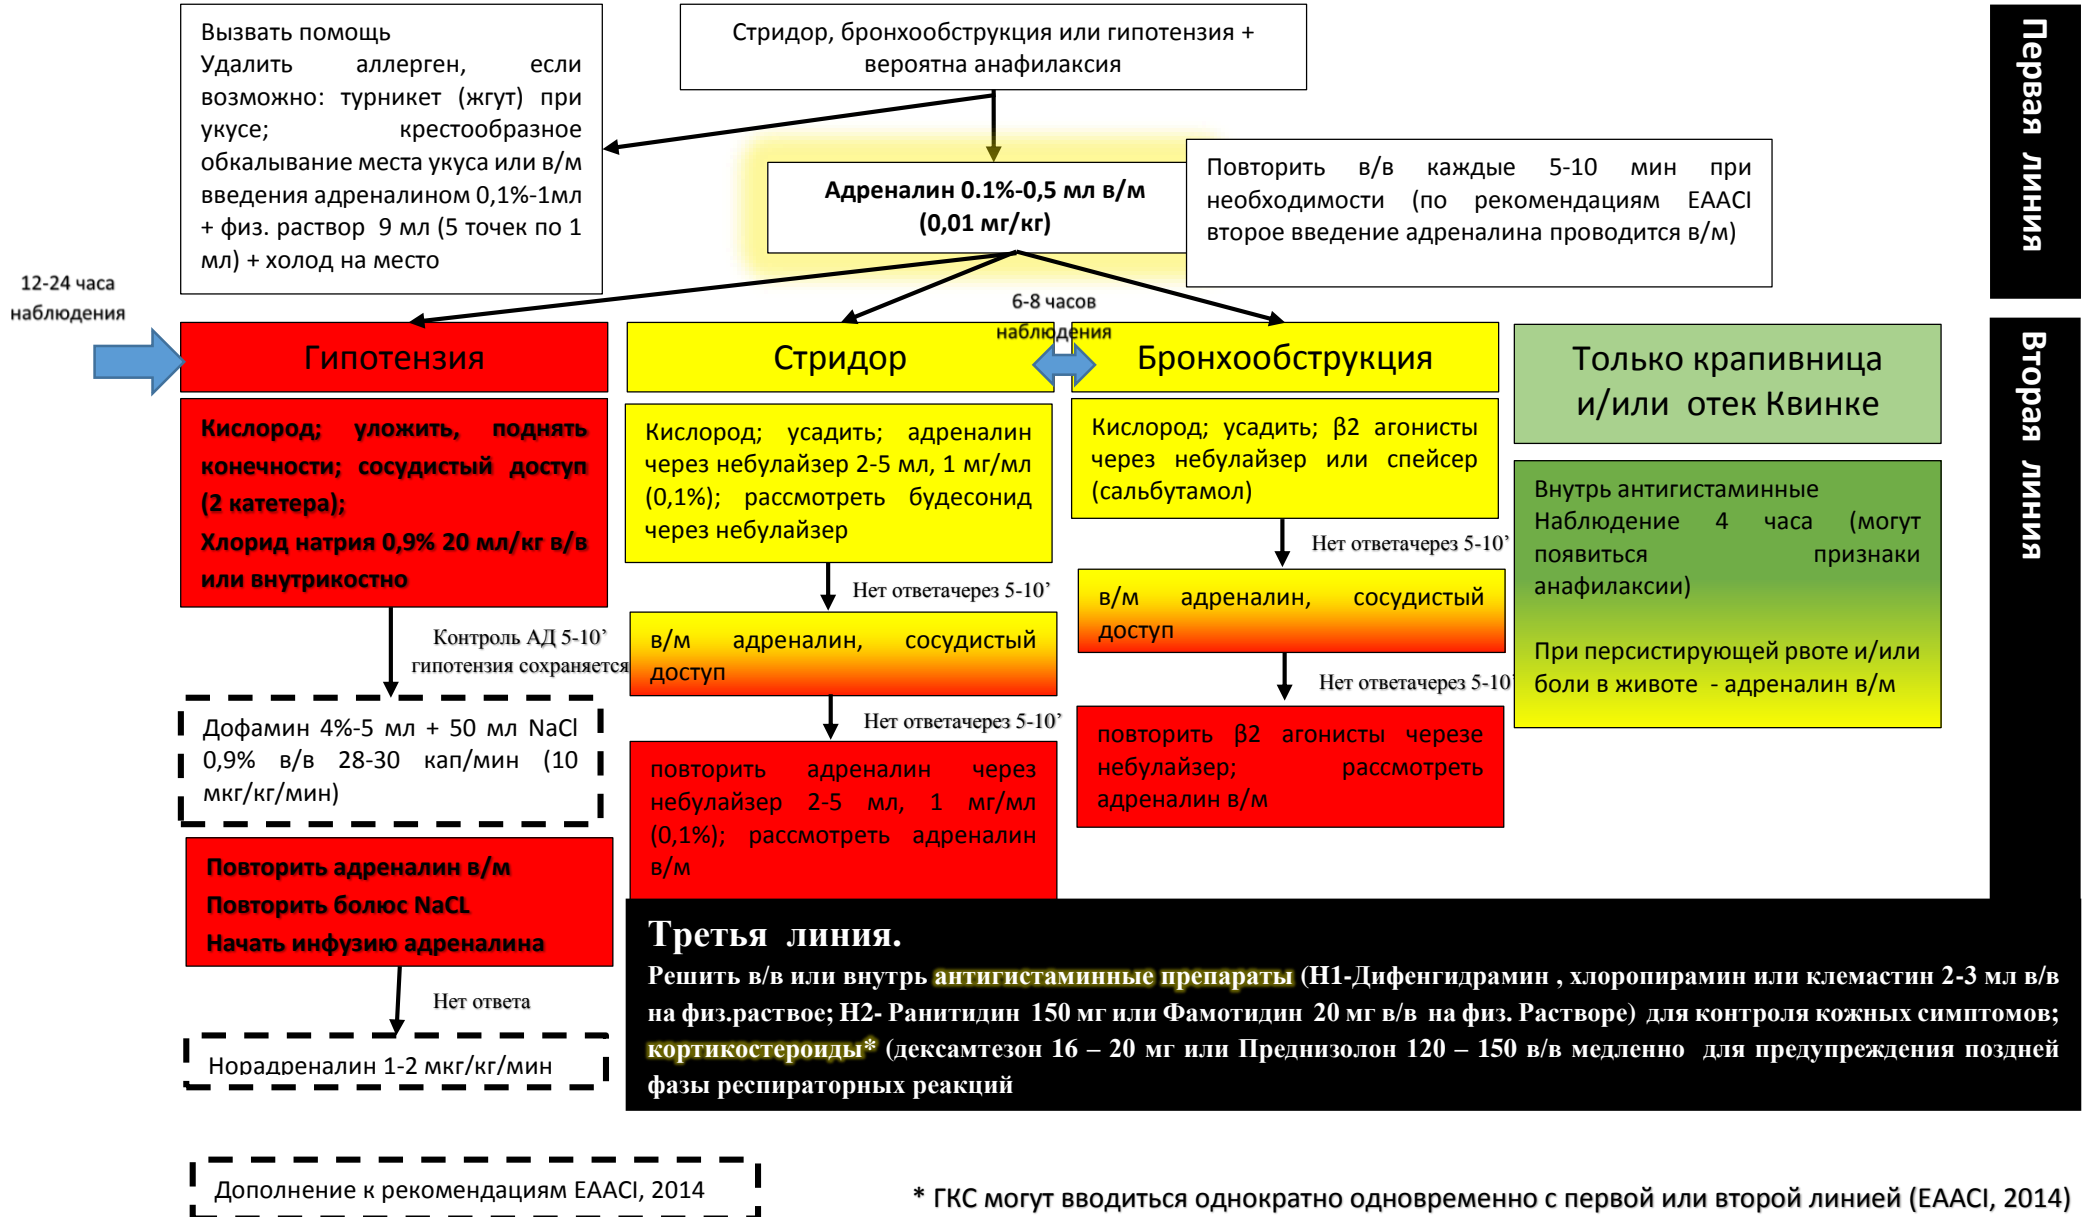 Вызвать помощь
Удалить аллерген, если
возможно: турникет (жгут) при
укусе; крестообразное
обкалывание места укуса или в/м
введения адреналином 0,1%-1мл
+ физ. раствор 9 мл (5 точек по 1
мл) + холод на место
Стридор, бронхообструкция или гипотензия +
вероятна анафилаксия
Адреналин 0.1%-0,5 мл в/м
(0,01 мг/кг)
Повторить в/в каждые 5-10 мин при
необходимости (по рекомендациям EAACI
второе введение адреналина проводится в/м)
Первая линия
12-24 часа
наблюдения
6-8 часов
наблюдения
Гипотензия
Стридор
Бронхообструкция
Только крапивница
и/или отек Квинке
Вторая линия
Кислород; уложить, поднять
конечности; сосудистый доступ
(2 катетера);
Хлорид натрия 0,9% 20 мл/кг в/в
или внутрикостно
Контроль АД 5-10’
гипотензия сохраняется
Дофамин 4%-5 мл + 50 мл NaCl
0,9% в/в 28-30 кап/мин (10
мкг/кг/мин)
Повторить адреналин в/м
Повторить болюс NaCL
Начать инфузию адреналина
Нет ответа
Норадреналин 1-2 мкг/кг/мин
Кислород; усадить; адреналин
через небулайзер 2-5 мл, 1 мг/мл
(0,1%); рассмотреть будесонид
через небулайзер
Нет ответачерез 5-10’
в/м адреналин, сосудистый
доступ
Нет ответачерез 5-10’
повторить адреналин через
небулайзер 2-5 мл, 1 мг/мл
(0,1%); рассмотреть адреналин
в/м
Кислород; усадить; β2 агонисты
через небулайзер или спейсер
(сальбутамол)
Нет ответачерез 5-10’
в/м адреналин, сосудистый
доступ
Нет ответачерез 5-10’
повторить β2 агонисты черезе
небулайзер; рассмотреть
адреналин в/м
Внутрь антигистаминные
Наблюдение 4 часа (могут
появиться признаки
анафилаксии)
При персистирующей рвоте и/или
боли в животе - адреналин в/м
Третья линия.
Решить в/в или внутрь антигистаминные препараты (Н1-Дифенгидрамин , хлоропирамин или клемастин 2-3 мл в/в
на физ.раствое; Н2- Ранитидин 150 мг или Фамотидин 20 мг в/в на физ. Растворе) для контроля кожных симптомов;
кортикостероиды* (дексамтезон 16 – 20 мг или Преднизолон 120 – 150 в/в медленно для предупреждения поздней
фазы респираторных реакций
Дополнение к рекомендациям EAACI, 2014
* ГКС могут вводиться однократно одновременно с первой или второй линией (EAACI, 2014)